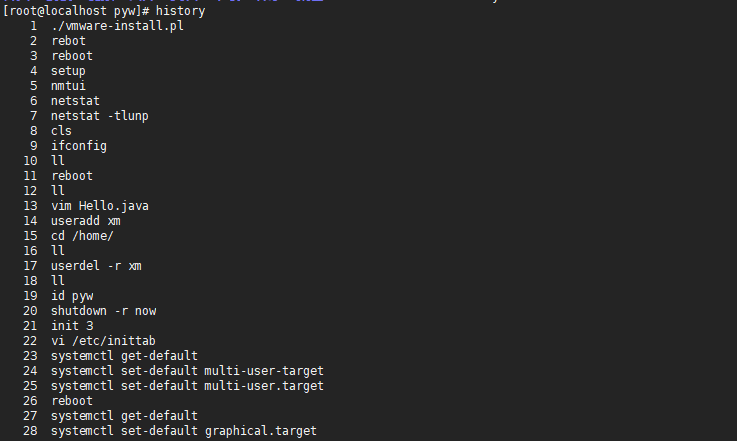 [root@localhost pyw]# history
1 ./vmware-install.pl
2 rebot
3 reboot
4 setup
5 nmtui
6 netstat
7 netstat -tlunp
8 cls
9 ifconfig
10 ll
11 reboot
12 ll
13 vim Hello.java
14 useradd xm
15 cd /home/
16 ll
17 userdel -r xm
18 ll
19 id pyw
20 shutdown -r now
21 init 3
22 vi /etc/inittab
23 systemctl get-default
24 systemctl set-default multi-user-target
25 systemctl set-default multi-user.target
26 reboot
27 systemctl get-default
28 systemctl set-default graphical.target